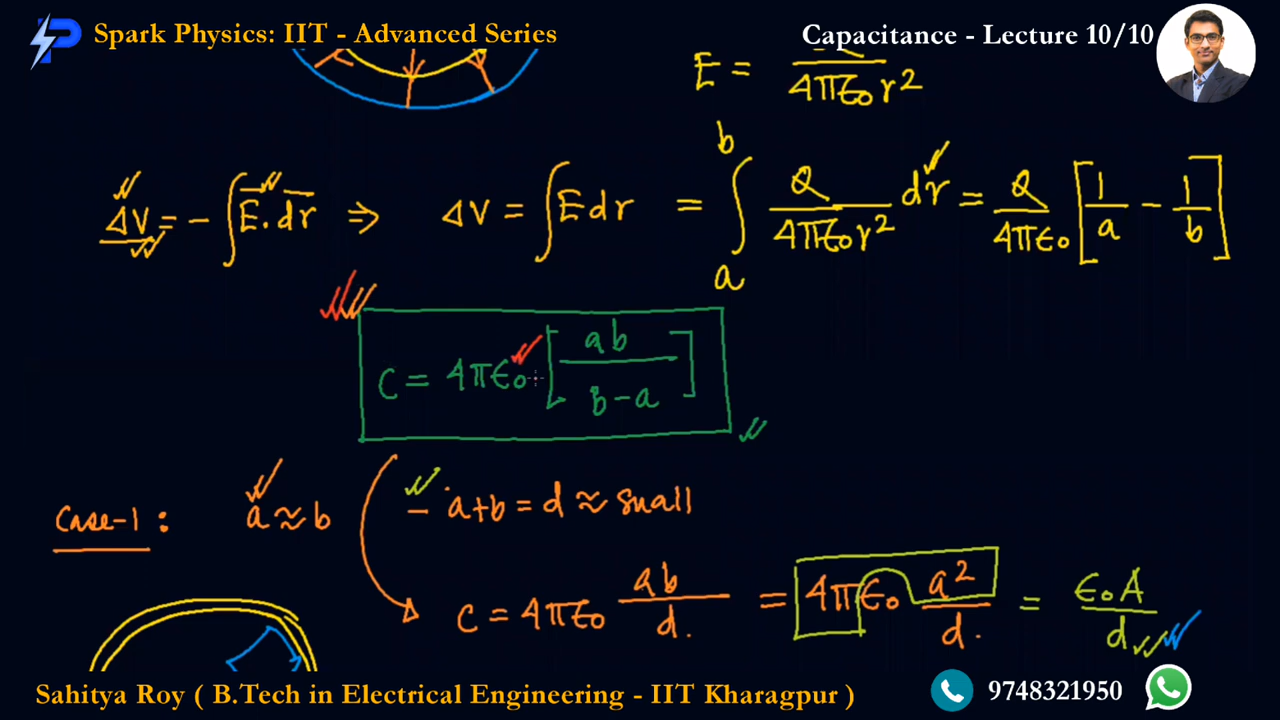 Spark Physics: IIT - Advanced Series
Capacitance - Lecture 10/10
E = Q/4πε₀r²
ΔV = - ∫E⃗.dr⃗ ⇒ ΔV = ∫E dr = ∫ₐᵇ Q/4πε₀r² dr = Q/4πε₀ [1/a - 1/b]
C = 4πε₀ [ab/b-a]
Case-1 : a ≈ b - a+b = d ≈ small
C = 4πε₀ ab/d. = 4πε₀ a²/d. = ε₀A/d
Sahitya Roy ( B.Tech in Electrical Engineering - IIT Kharagpur )
9748321950